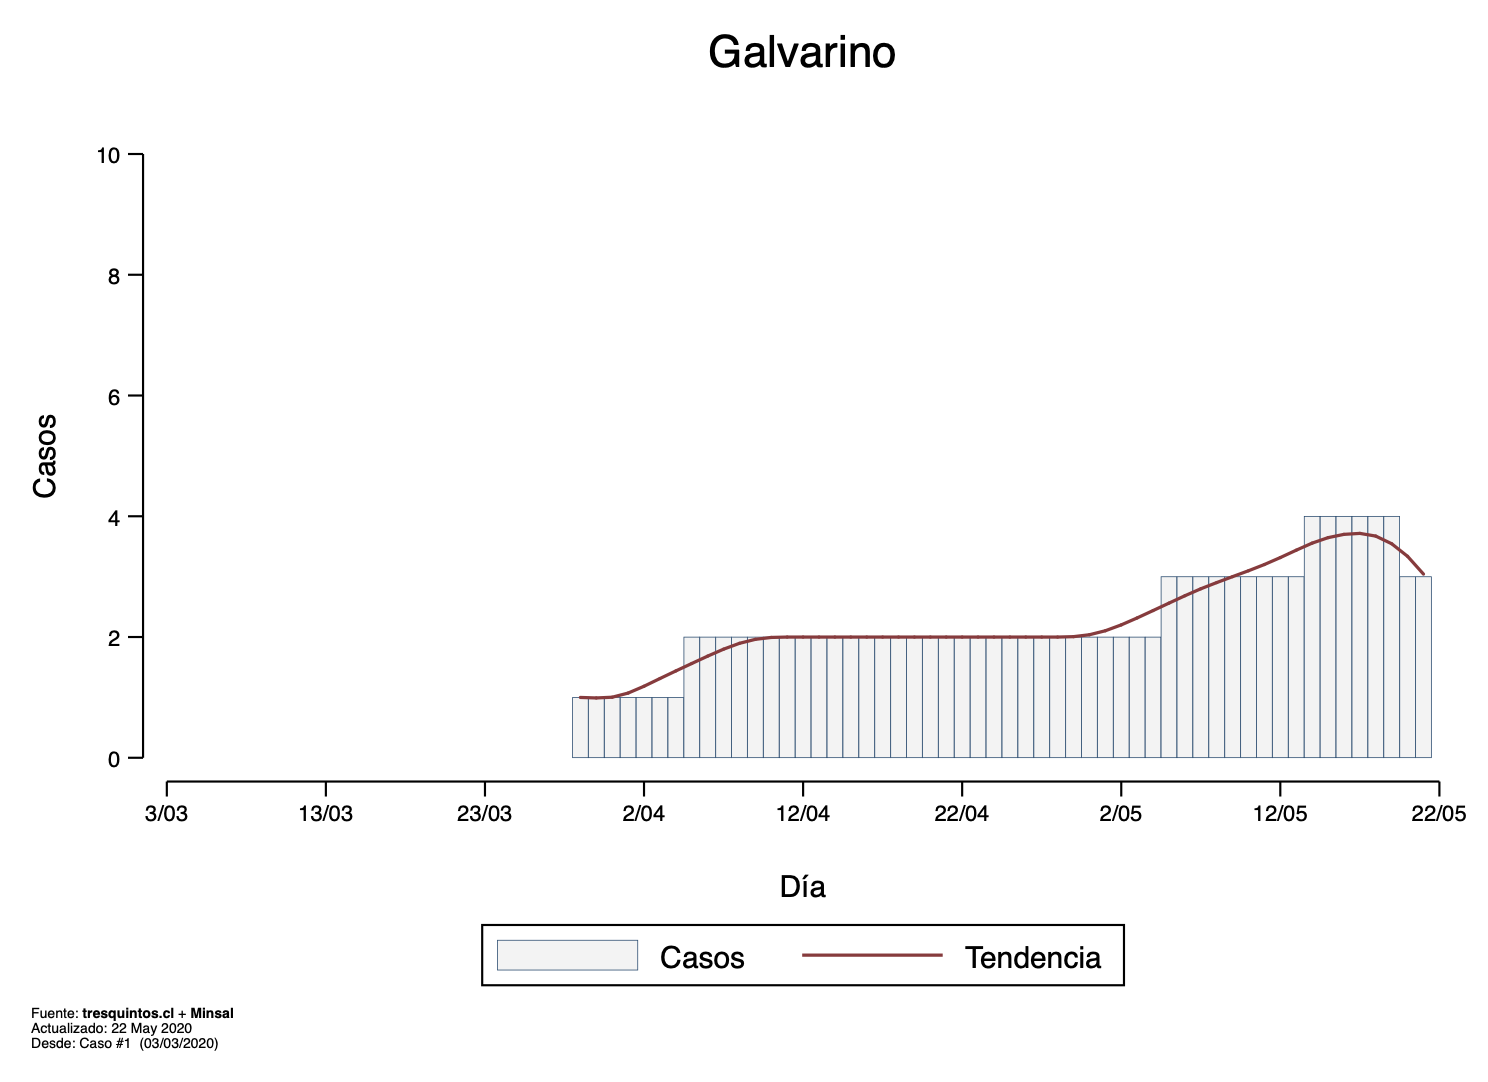 Galvarino
10
8
6
4
2
0
Casos
3/03 13/03 23/03 2/04 12/04 22/04 2/05 12/05 22/05
Día
Casos Tendencia
Fuente: tresquintos.cl + Minsal
Actualizado: 22 May 2020
Desde: Caso #1 (03/03/2020)